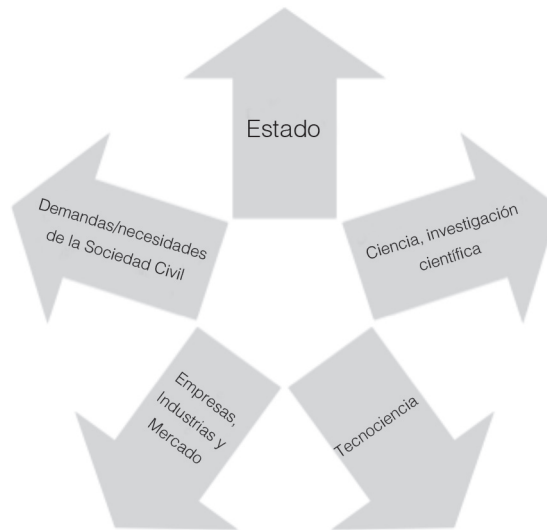 Estado
Demandas/necesidades
de la Sociedad Civil
Ciencia, investigación
científica
Empresas,
Industrias y
Mercado
Tecnociencia